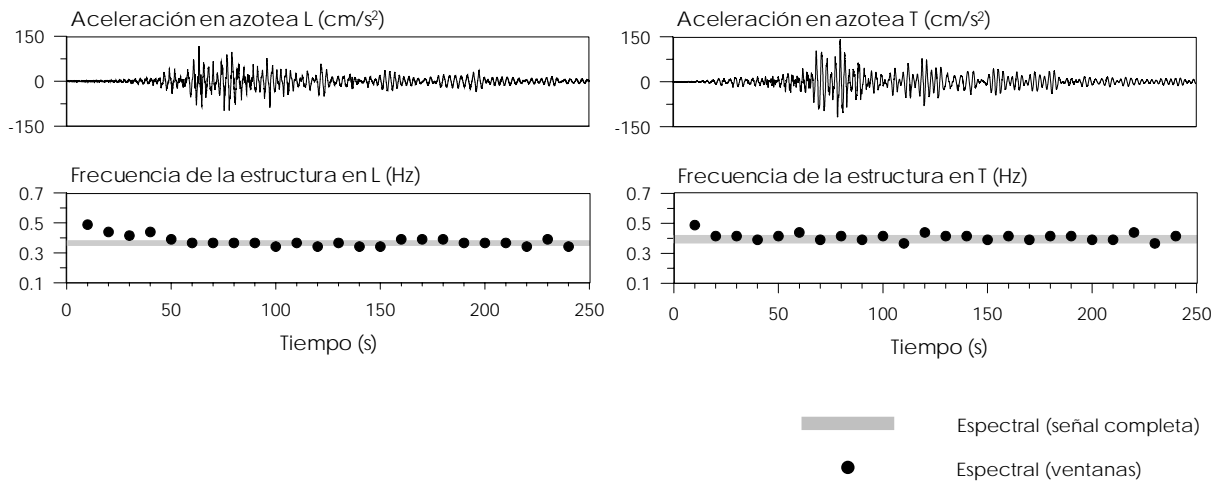 Aceleración en azotea L (cm/s²)
150
0
-150
Frecuencia de la estructura en L (Hz)
0.7
0.5
0.3
0.1
0 50 100 150 200 250
Tiempo (s)
Aceleración en azotea T (cm/s²)
150
0
-150
Frecuencia de la estructura en T (Hz)
0.7
0.5
0.3
0.1
0 50 100 150 200 250
Tiempo (s)
Espectral (señal completa)
Espectral (ventanas)